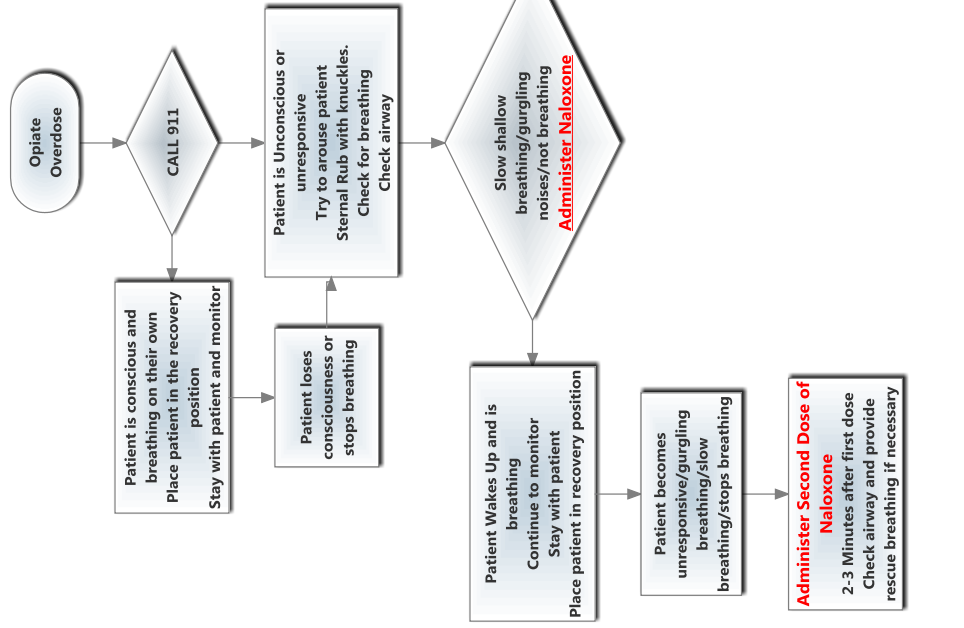 Opiate
Overdose
CALL 911
Patient is Unconscious or
unresponsive
Try to arouse patient
Sternal Rub with knuckles.
Check for breathing
Check airway
Slow shallow
breathing/gurgling
noises/not breathing
Administer Naloxone
Patient is conscious and
breathing on their own
Place patient in the recovery
position
Stay with patient and monitor
Patient loses
consciousness or
stops breathing
Patient Wakes Up and is
breathing
Continue to monitor
Stay with patient
Place patient in recovery position
Patient becomes
unresponsive/gurgling
breathing/slow
breathing/stops breathing
Administer Second Dose of
Naloxone
2-3 Minutes after first dose
Check airway and provide
rescue breathing if necessary